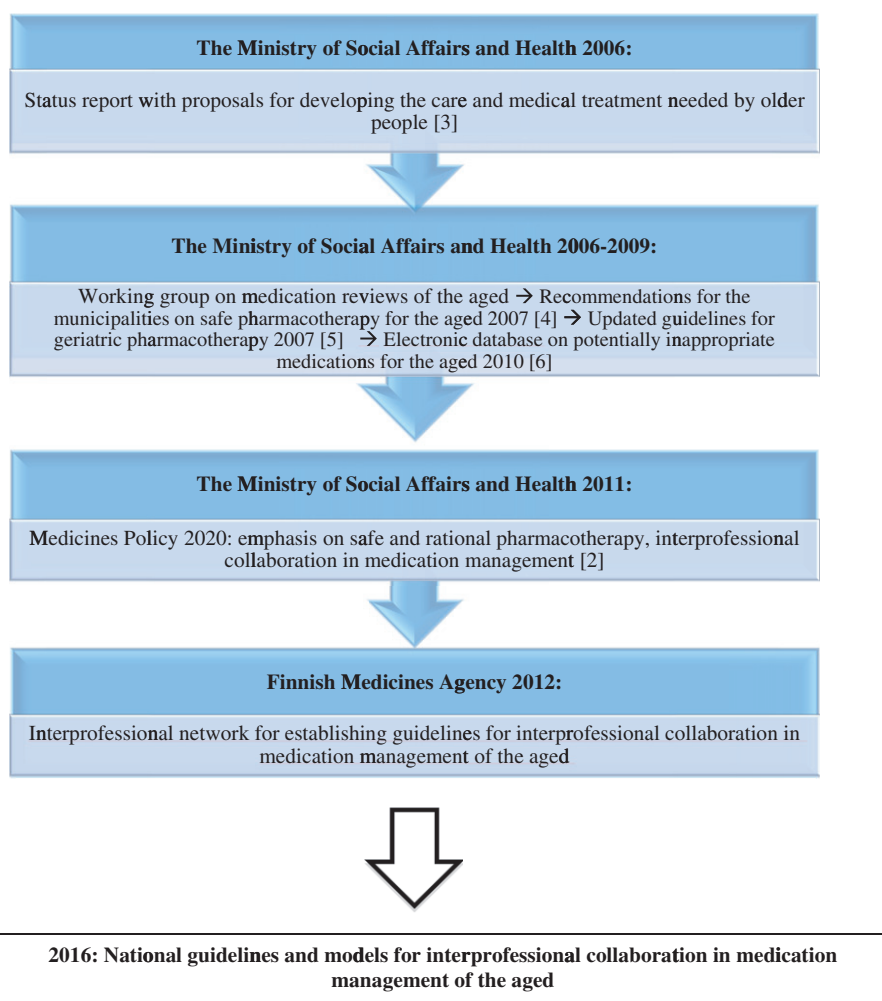 The Ministry of Social Affairs and Health 2006:
Status report with proposals for developing the care and medical treatment needed by older
people [3]
The Ministry of Social Affairs and Health 2006-2009:
Working group on medication reviews of the aged → Recommendations for the
municipalities on safe pharmacotherapy for the aged 2007 [4] → Updated guidelines for
geriatric pharmacotherapy 2007 [5] → Electronic database on potentially inappropriate
medications for the aged 2010 [6]
The Ministry of Social Affairs and Health 2011:
Medicines Policy 2020: emphasis on safe and rational pharmacotherapy, interprofessional
collaboration in medication management [2]
Finnish Medicines Agency 2012:
Interprofessional network for establishing guidelines for interprofessional collaboration in
medication management of the aged
2016: National guidelines and models for interprofessional collaboration in medication
management of the aged